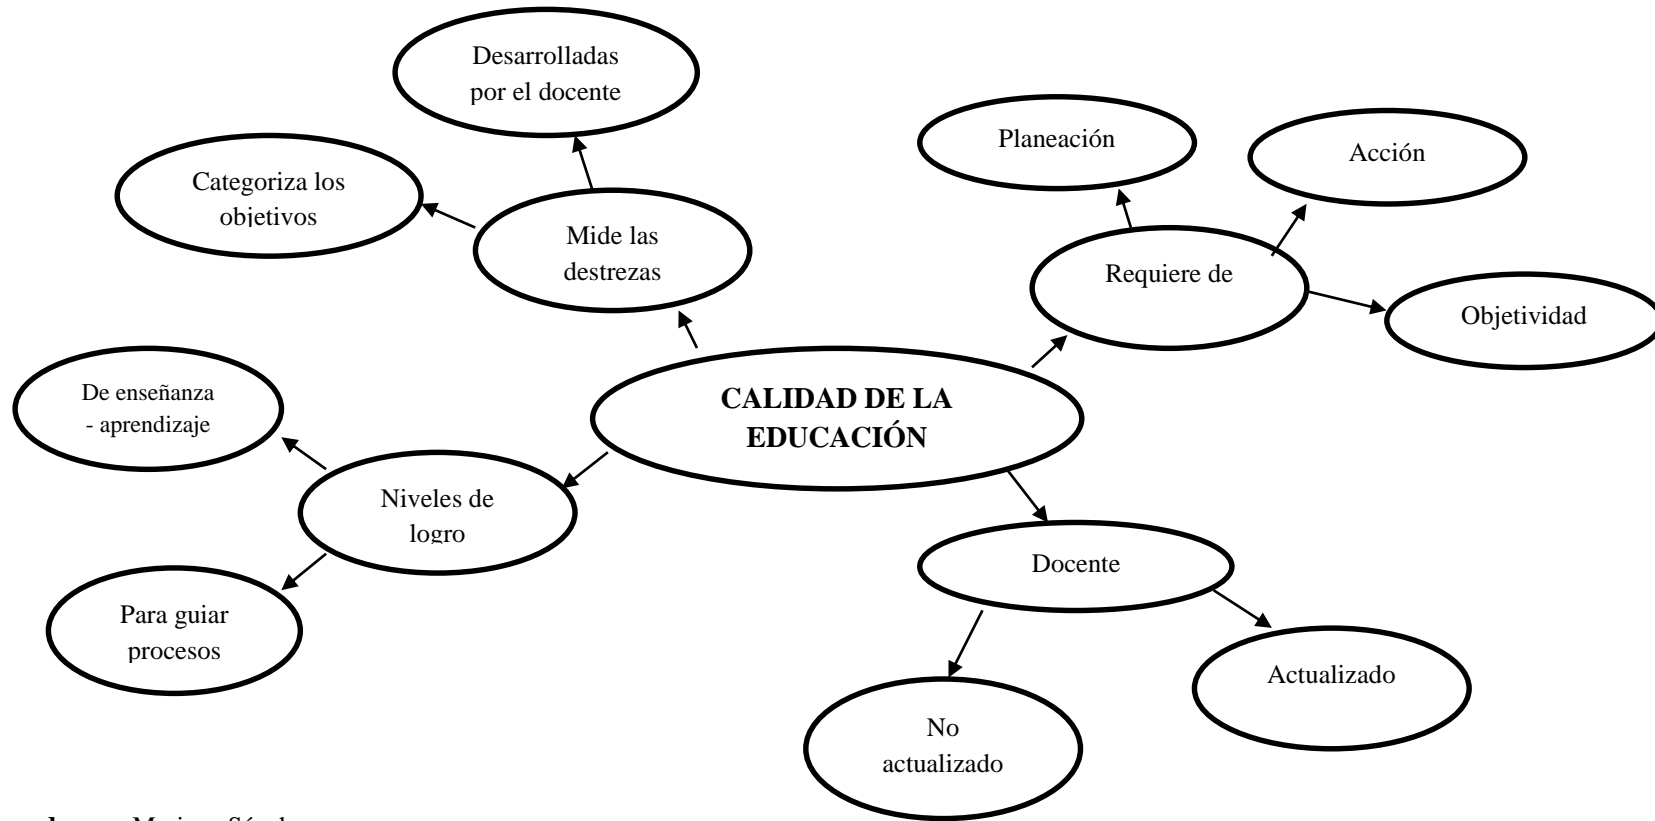 Desarrolladas
por el docente
Planeación
Acción
Categoriza los
objetivos
Mide las
destrezas
Requiere de
Objetividad
De enseñanza
- aprendizaje
CALIDAD DE LA
EDUCACIÓN
Niveles de
logro
Docente
Para guiar
procesos
Actualizado
No
actualizado